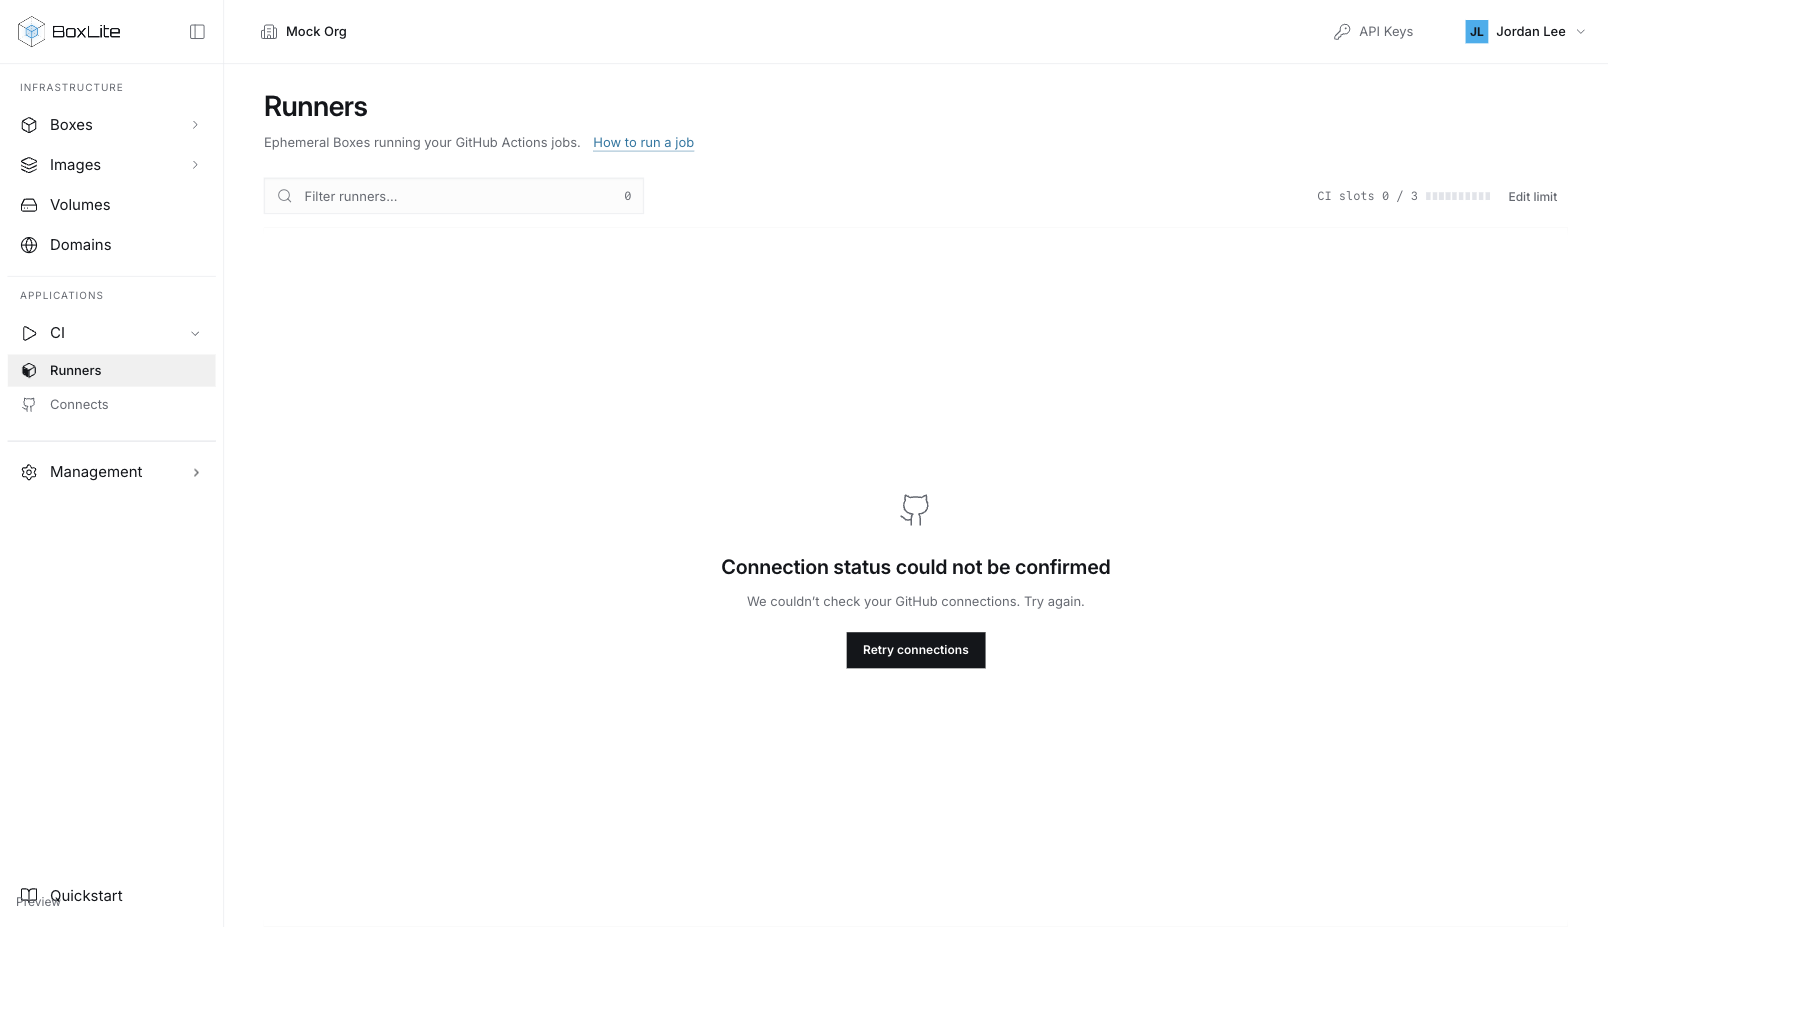 BoxLite
Mock Org
API Keys
JL
Jordan Lee
INFRASTRUCTURE
Boxes
Images
Volumes
Domains
APPLICATIONS
CI
Runners
Connects
Management
Quickstart
Preview
Runners
Ephemeral Boxes running your GitHub Actions jobs. How to run a job
Filter runners... 0
CI slots 0 / 3
Edit limit
Connection status could not be confirmed
We couldn’t check your GitHub connections. Try again.
Retry connections